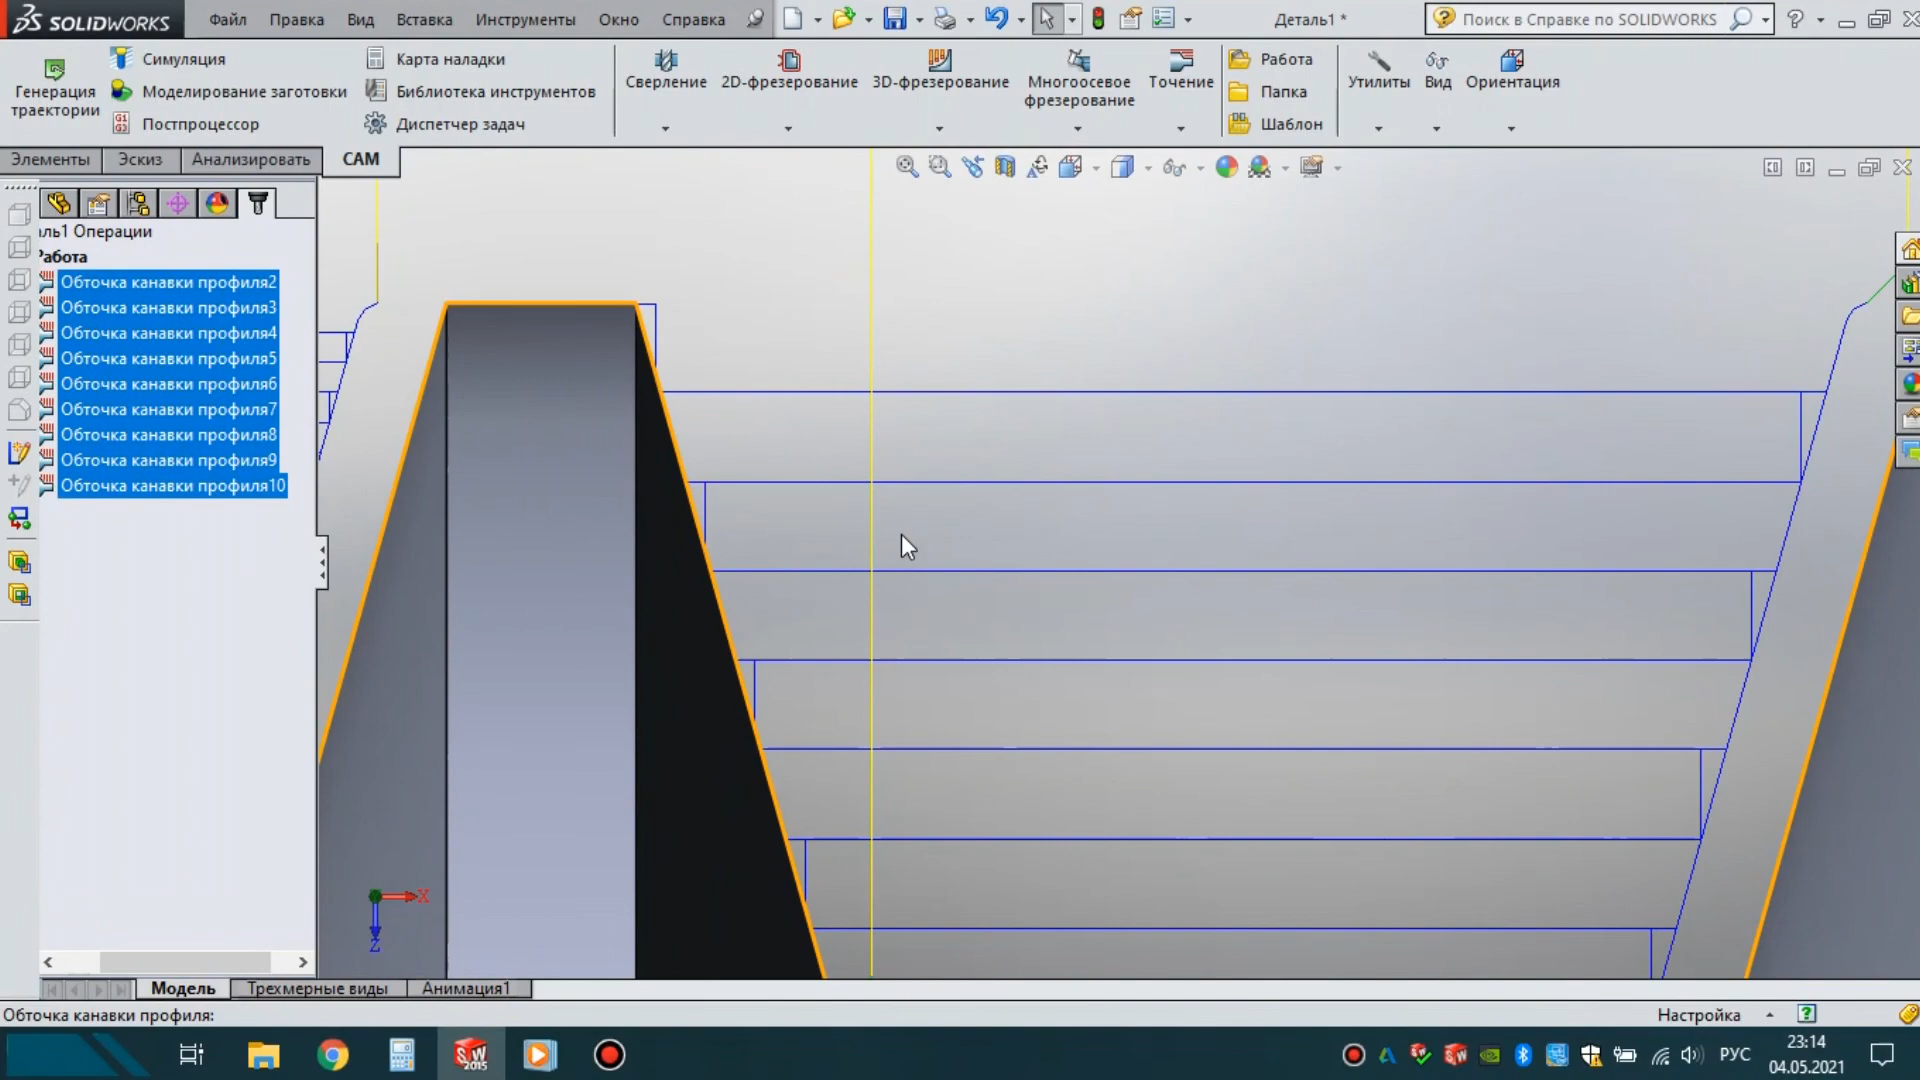 SOLIDWORKS
Файл Правка Вид Вставка Инструменты Окно Справка
Деталь1 *
Поиск в Справке по SOLIDWORKS
Генерация траектории
Симуляция
Моделирование заготовки
Постпроцессор
Карта наладки
Библиотека инструментов
Диспетчер задач
Сверление
2D-фрезерование
3D-фрезерование
Многоосевое фрезерование
Точение
Работа
Папка
Шаблон
Утилиты
Вид
Ориентация
Элементы Эскиз Анализировать CAM
ль1 Операции
Работа
Обточка канавки профиля2
Обточка канавки профиля3
Обточка канавки профиля4
Обточка канавки профиля5
Обточка канавки профиля6
Обточка канавки профиля7
Обточка канавки профиля8
Обточка канавки профиля9
Обточка канавки профиля10
X
Z
Модель Трехмерные виды Анимация1
Обточка канавки профиля:
Настройка
SW 2015
РУС
23:14
04.05.2021